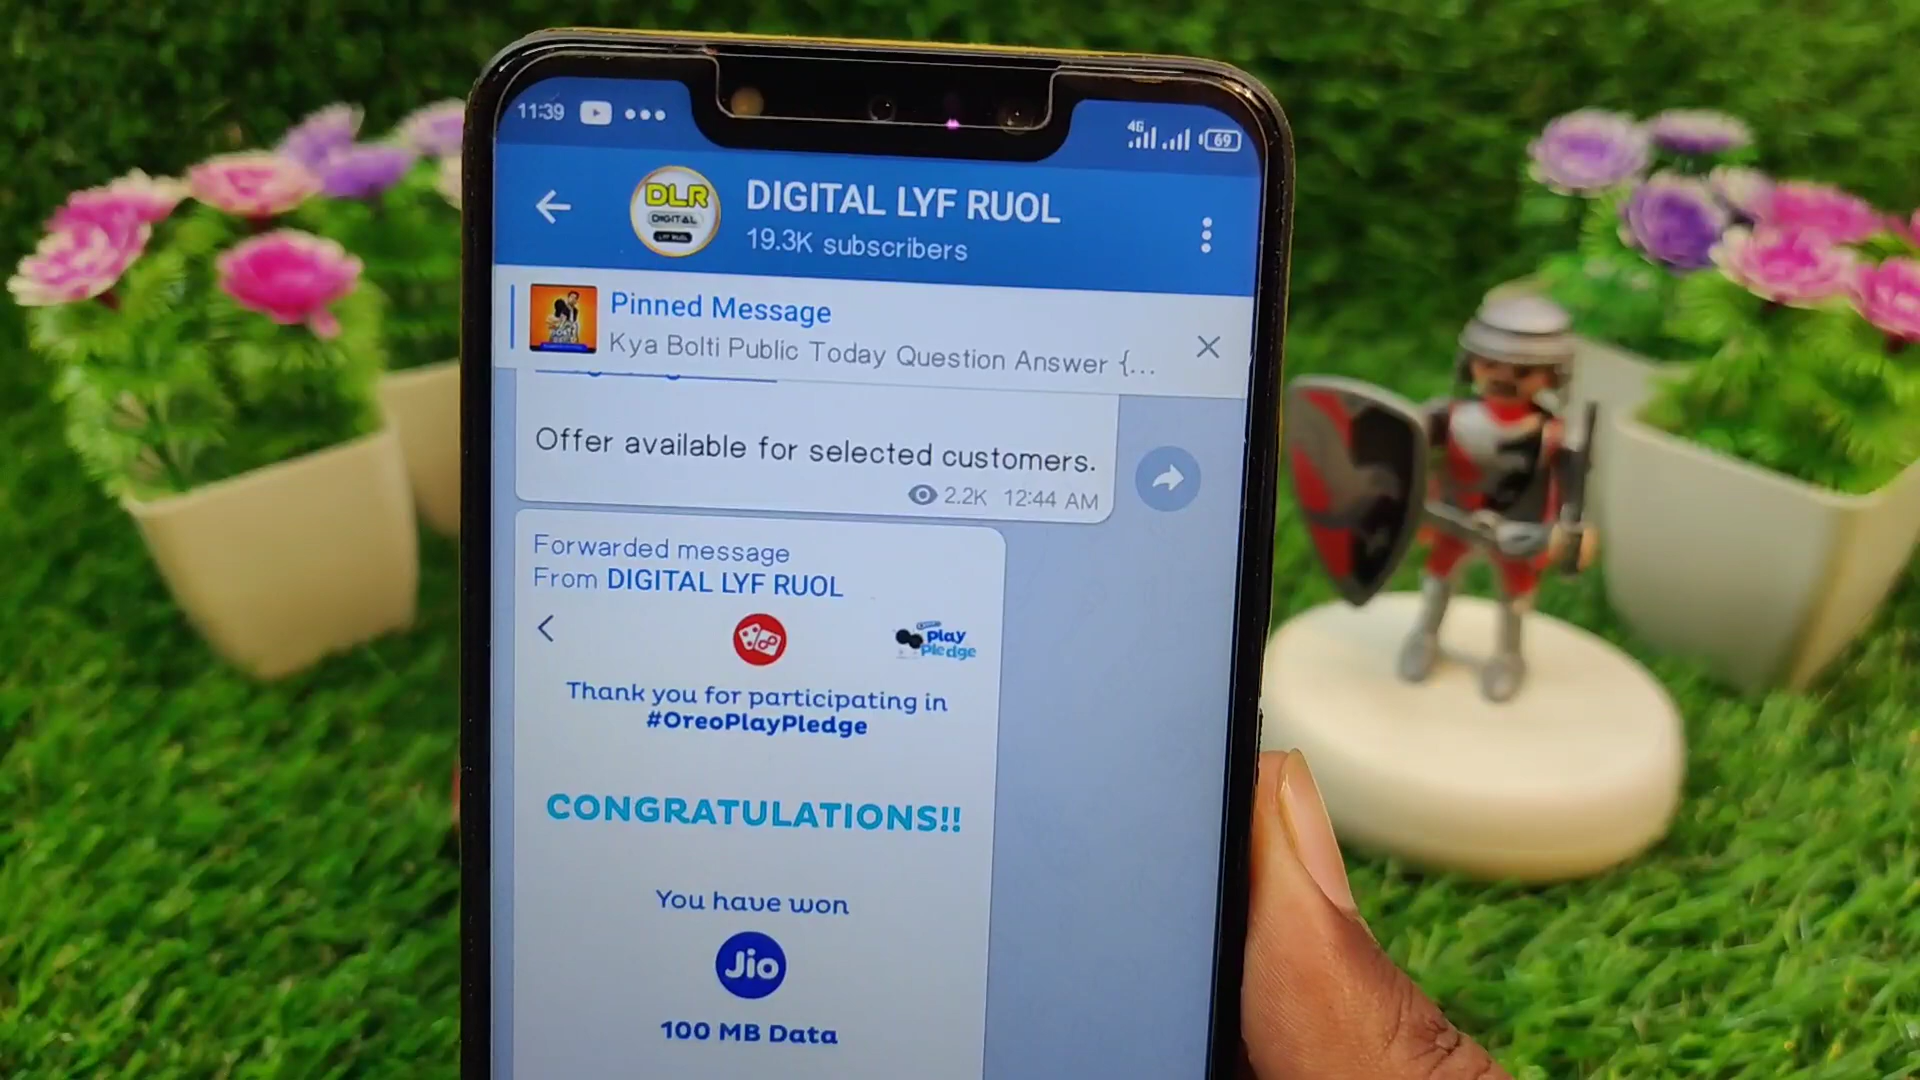 11:39
4G
69
DLR
DIGITAL
LYF RUOL
DIGITAL LYF RUOL
19.3K subscribers
Pinned Message
Kya Bolti Public Today Question Answer {...
Offer available for selected customers.
2.2K 12:44 AM
Forwarded message
From DIGITAL LYF RUOL
play
Pledge
Thank you for participating in
#OreoPlayPledge
CONGRATULATIONS!!
You have won
Jio
100 MB Data